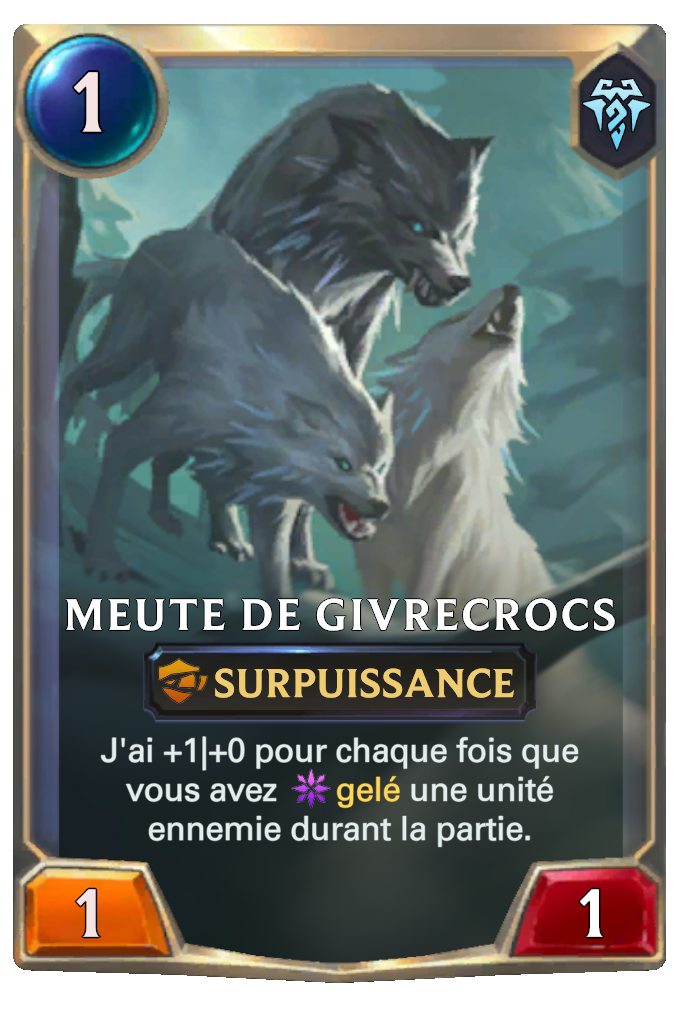 1
MEUTE DE GIVRECROCS
SURPUISSANCE
J'ai +1|+0 pour chaque fois que
vous avez gelé une unité
ennemie durant la partie.
1 1